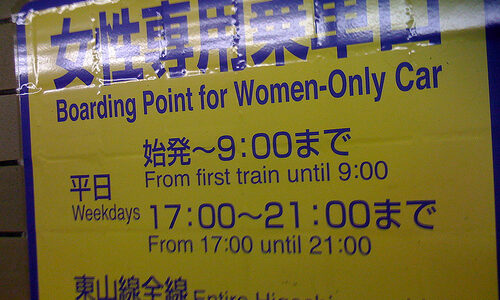 女性専用乗車口
Boarding Point for Women-Only Car
始発～9:00まで
From first train until 9:00
平日
Weekdays
17:00～21:00まで
From 17:00 until 21:00
東山線全線 Entire